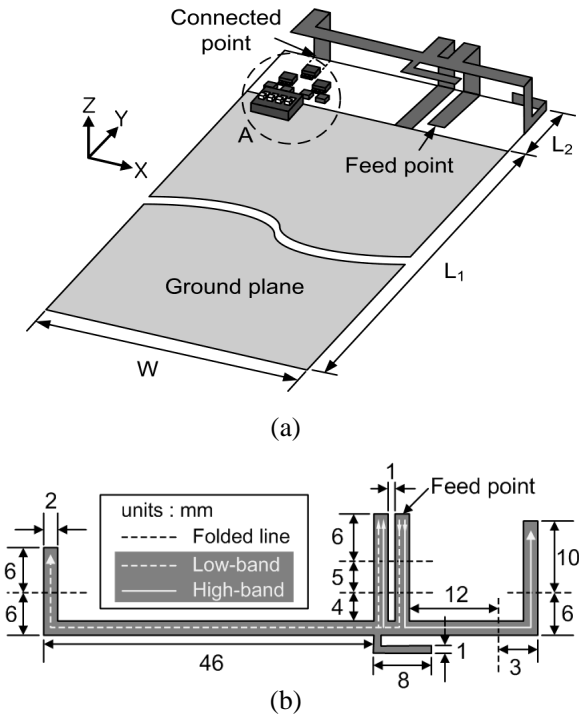 Connected
point
Z
Y
X
A
Feed point
L2
L1
Ground plane
W
(a)
1
2
Feed point
units : mm
Folded line
Low-band
High-band
6
6
6
5
4
12
10
6
46
8
1
3
(b)